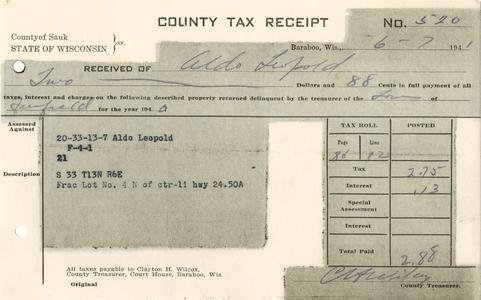 COUNTY TAX RECEIPT
No. 520
County of Sauk
STATE OF WISCONSIN } ss.
Baraboo, Wis., 6-7 1941
RECEIVED OF Aldo Leopold
Two Dollars and 88 Cents in full payment of all
taxes, interest and charges on the following described property returned delinquent by the treasurer of the Town of
Fairfield for the year 1940
Assessed
Against
20-33-13-7 Aldo Leopold
F-4-1
21
Description
S 33 T13N R6E
Frac Lot No. 4 N of ctr-li hwy 24.50A
TAX ROLL POSTED
Page Line
86 92
Tax 2.75
Interest .13
Special
Assessment
Interest
Total Paid 2.88
All taxes payable to Clayton H. Wilcox,
County Treasurer, Court House, Baraboo, Wis.
Original
County Treasurer.